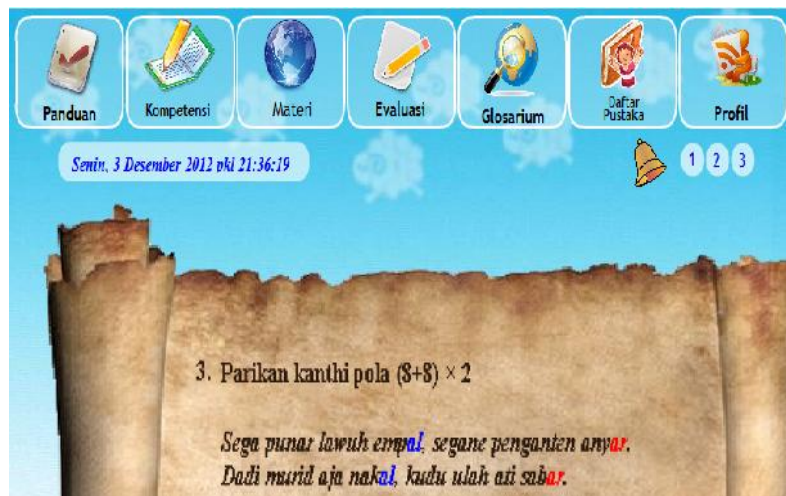 Panduan
Kompetensi
Materi
Evaluasi
Glosarium
Daftar
Pustaka
Profil
Senin, 3 Desember 2012 pkl 21:36:19
1 2 3
3. Parikan kanthi pola (8+8) × 2
Sega punar lawuh empal, segane penganten anyar.
Dadi murid aja nakal, kudu ulah ati sabar.